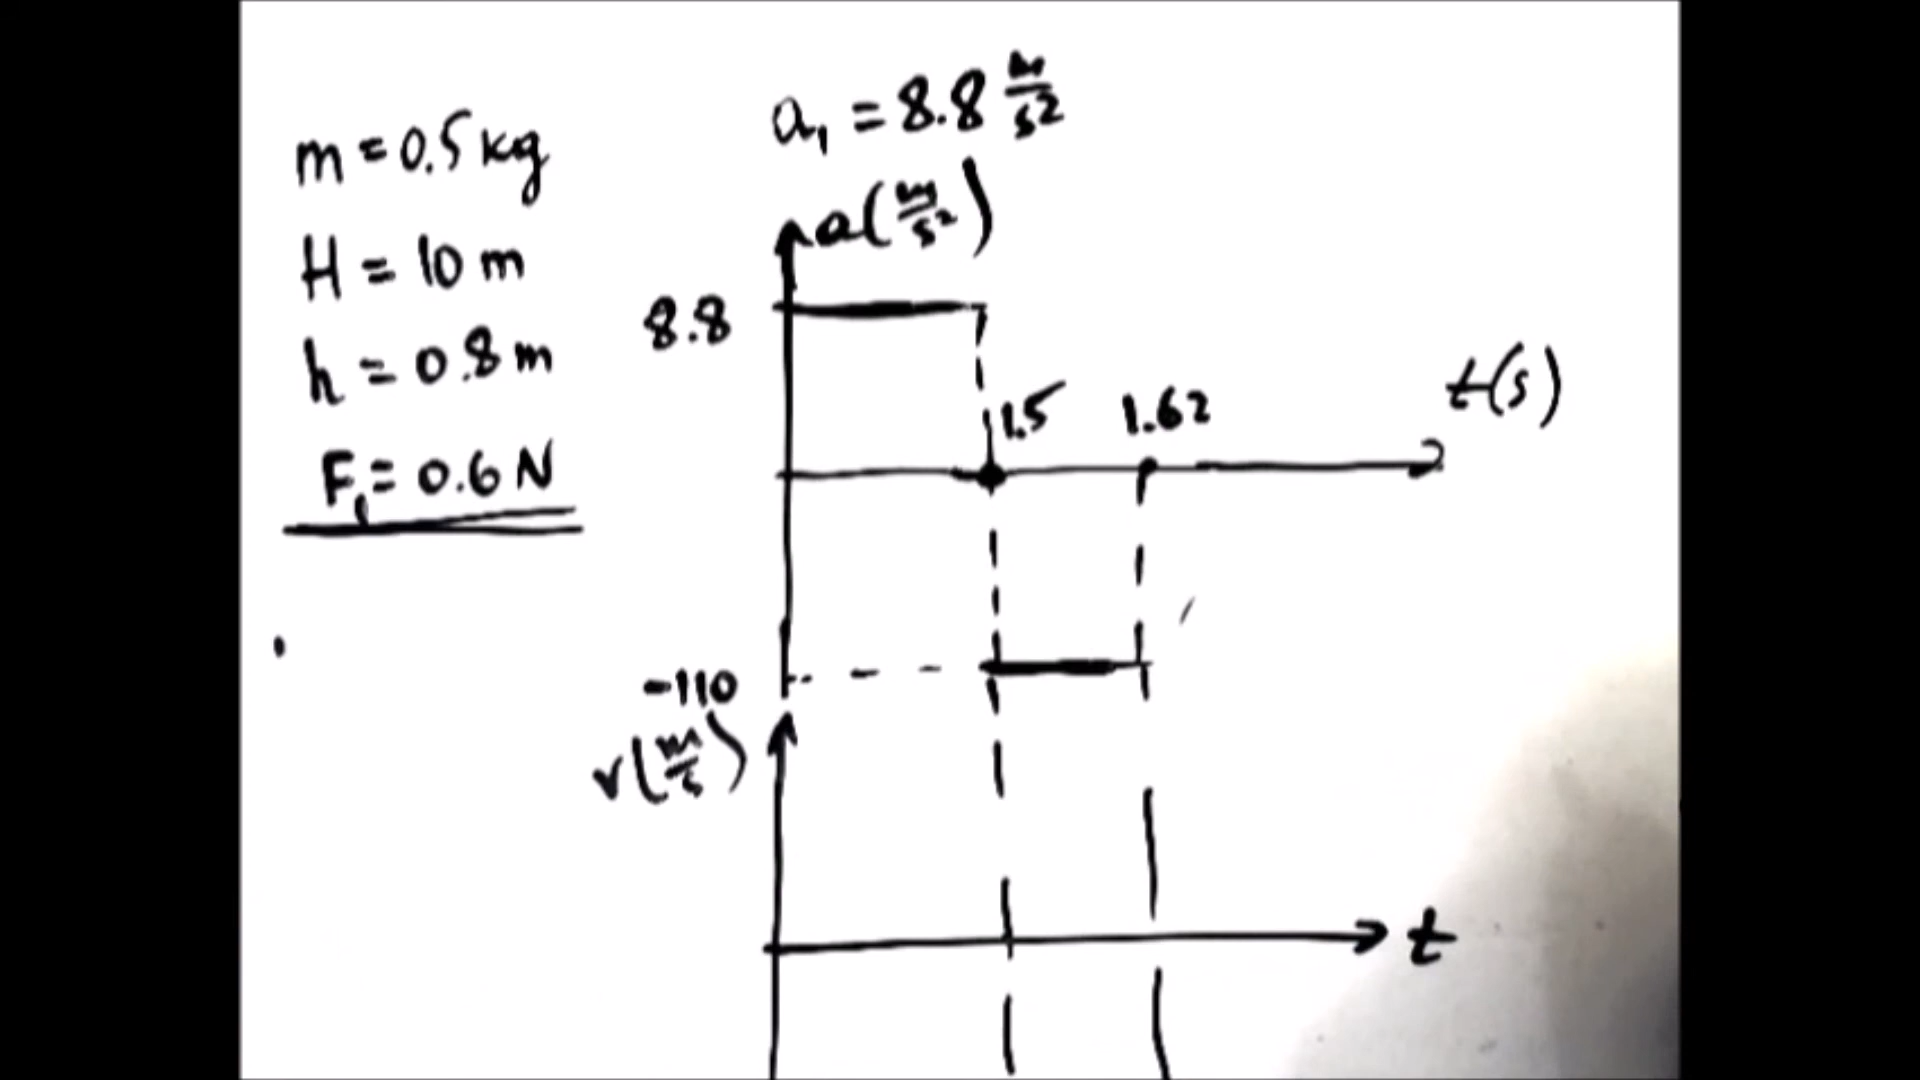 m = 0.5 kg
H = 10 m
h = 0.8 m
F₁ = 0.6 N
a₁ = 8.8 m/s²
a(m/s²)
8.8
1.5
1.62
t(s)
-110
v(m/s)
t